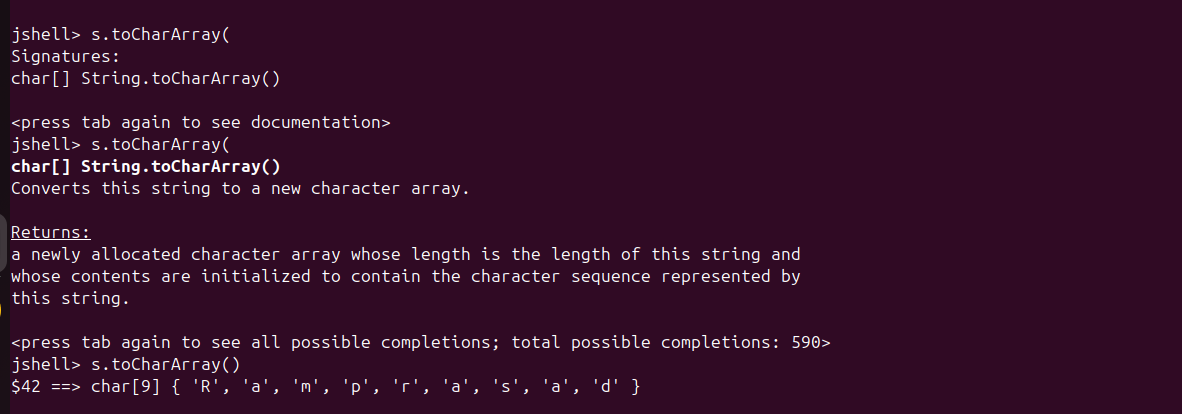 jshell> s.toCharArray(
Signatures:
char[] String.toCharArray()
<press tab again to see documentation>
jshell> s.toCharArray(
char[] String.toCharArray()
Converts this string to a new character array.
Returns:
a newly allocated character array whose length is the length of this string and
whose contents are initialized to contain the character sequence represented by
this string.
<press tab again to see all possible completions; total possible completions: 590>
jshell> s.toCharArray()
$42 ==> char[9] { 'R', 'a', 'm', 'p', 'r', 'a', 's', 'a', 'd' }